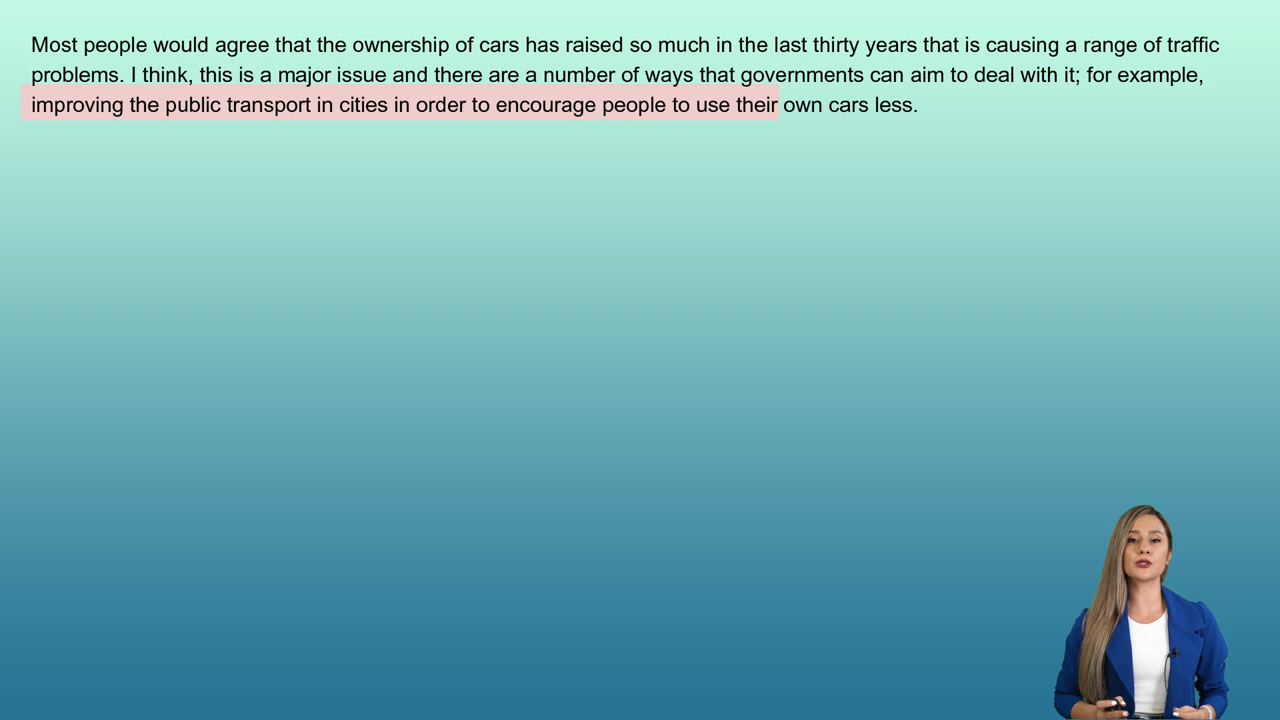 Most people would agree that the ownership of cars has raised so much in the last thirty years that is causing a range of traffic
problems. I think, this is a major issue and there are a number of ways that governments can aim to deal with it; for example,
improving the public transport in cities in order to encourage people to use their own cars less.